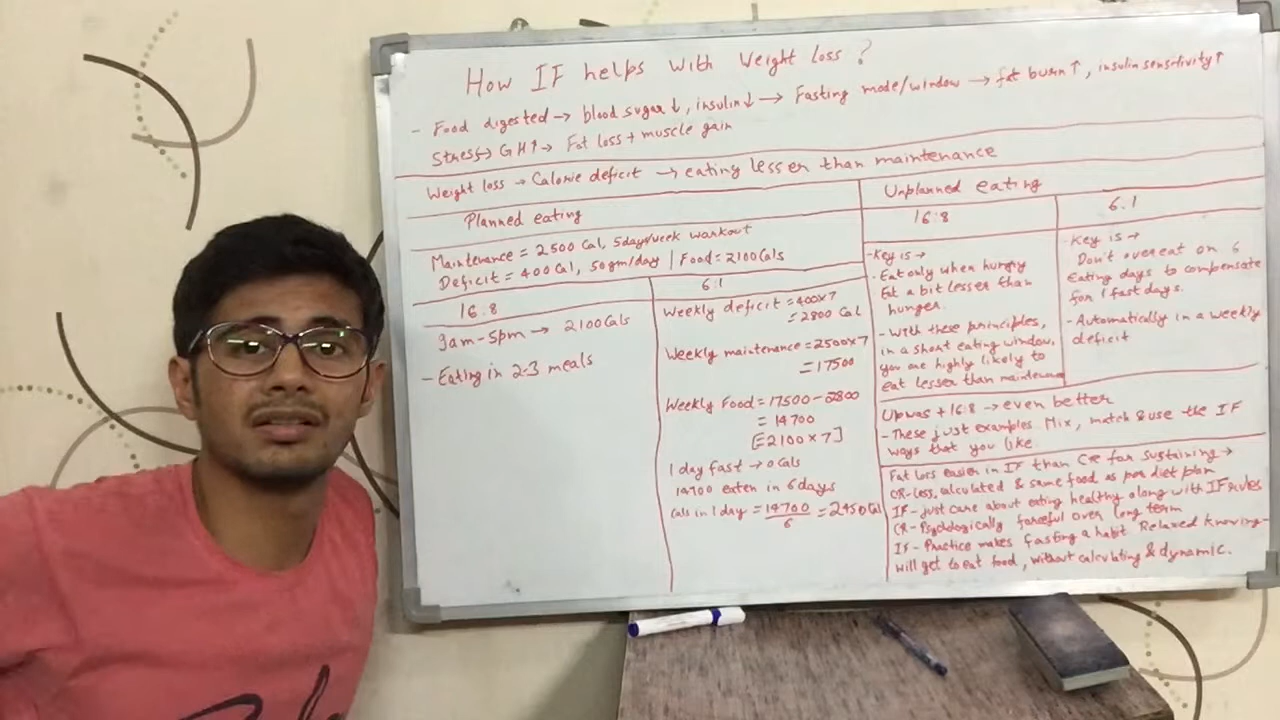 How IF helps with weight loss?
- Food digested → blood sugar ↓, insulin ↓ → Fasting mode/window → fat burn ↑, insulin sensitivity ↑
Stress → GH ↑ → Fat loss + muscle gain
Weight loss → Calorie deficit → eating lesser than maintenance
Planned eating
Maintenance = 2500 Cal, 5days/week workout
Deficit = 400 Cal, 50gm/day | Food = 2100 Cals
16:8
9am-5pm → 2100 Cals
- Eating in 2-3 meals
6:1
Weekly deficit = 400x7
= 2800 Cal
Weekly maintenance = 2500x7
= 17500
Weekly Food = 17500 - 2800
= 14700
[= 2100 x 7]
1 day fast → 0 Cals
14700 eaten in 6 days
Cals in 1 day = 14700/6 = 2450 Cal
Unplanned eating
16:8
- Key is →
- Eat only when hungry
Eat a bit lesser than
hunger.
- With these principles,
in a short eating window,
you are highly likely to
eat lesser than maintenance
6:1
- Key is →
Don't overeat on 6
Eating days to compensate
for 1 fast days.
- Automatically in a weekly
deficit
Upwas + 16:8 → even better
- These just examples. Mix, match & use the IF
ways that you like.
Fat loss easier in IF than CR for sustaining →
CR - less, calculated & same food as per diet plan
IF - just care about eating healthy along with IF rules
CR - Psychologically forceful over long term
IF - Practice makes fasting a habit. Relaxed knowing -
will get to eat food, without calculating & dynamic.